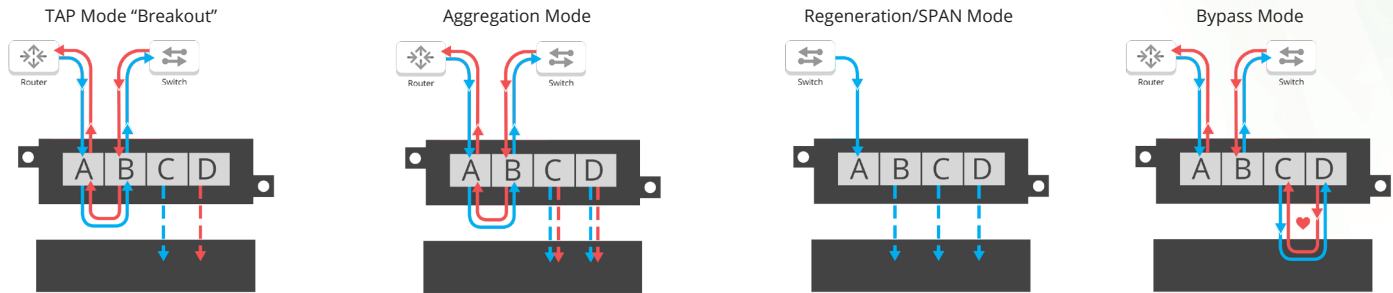 TAP Mode “Breakout”
Router
Switch
A B C D
Aggregation Mode
Router
Switch
A B C D
Regeneration/SPAN Mode
Switch
A B C D
Bypass Mode
Router
Switch
A B C D